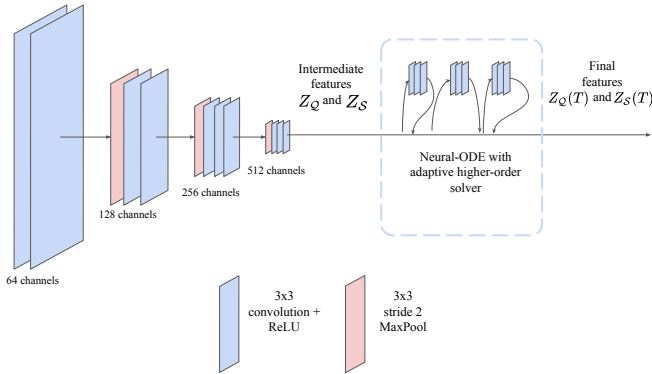 Intermediate
features
Z_Q and Z_S
Final
features
Z_Q(T) and Z_S(T)
Neural-ODE with
adaptive higher-order
solver
512 channels
256 channels
128 channels
64 channels
3x3
convolution +
ReLU
3x3
stride 2
MaxPool